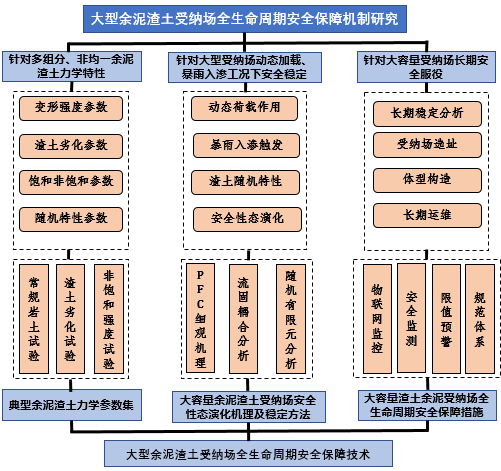 大型余泥渣土受纳场全生命周期安全保障机制研究
针对多组分、非均一余泥
渣土力学特性
针对大型受纳场动态加载、
暴雨入渗工况下安全稳定
针对大容量受纳场长期安
全服役
变形强度参数
渣土劣化参数
饱和非饱和参数
随机特性参数
动态荷载作用
暴雨入渗触发
渣土随机特性
安全性态演化
长期稳定分析
受纳场选址
体型构造
长期运维
常规岩土试验
渣土劣化试验
非饱和强度试验
PFC细观机理
流固耦合分析
随机有限元分析
物联网监控
安全监测
限值预警
规范体系
典型余泥渣土力学参数集
大容量余泥渣土受纳场安全
性态演化机理及稳定方法
大容量渣土余泥受纳场全
生命周期安全保障措施
大型余泥渣土受纳场全生命周期安全保障技术